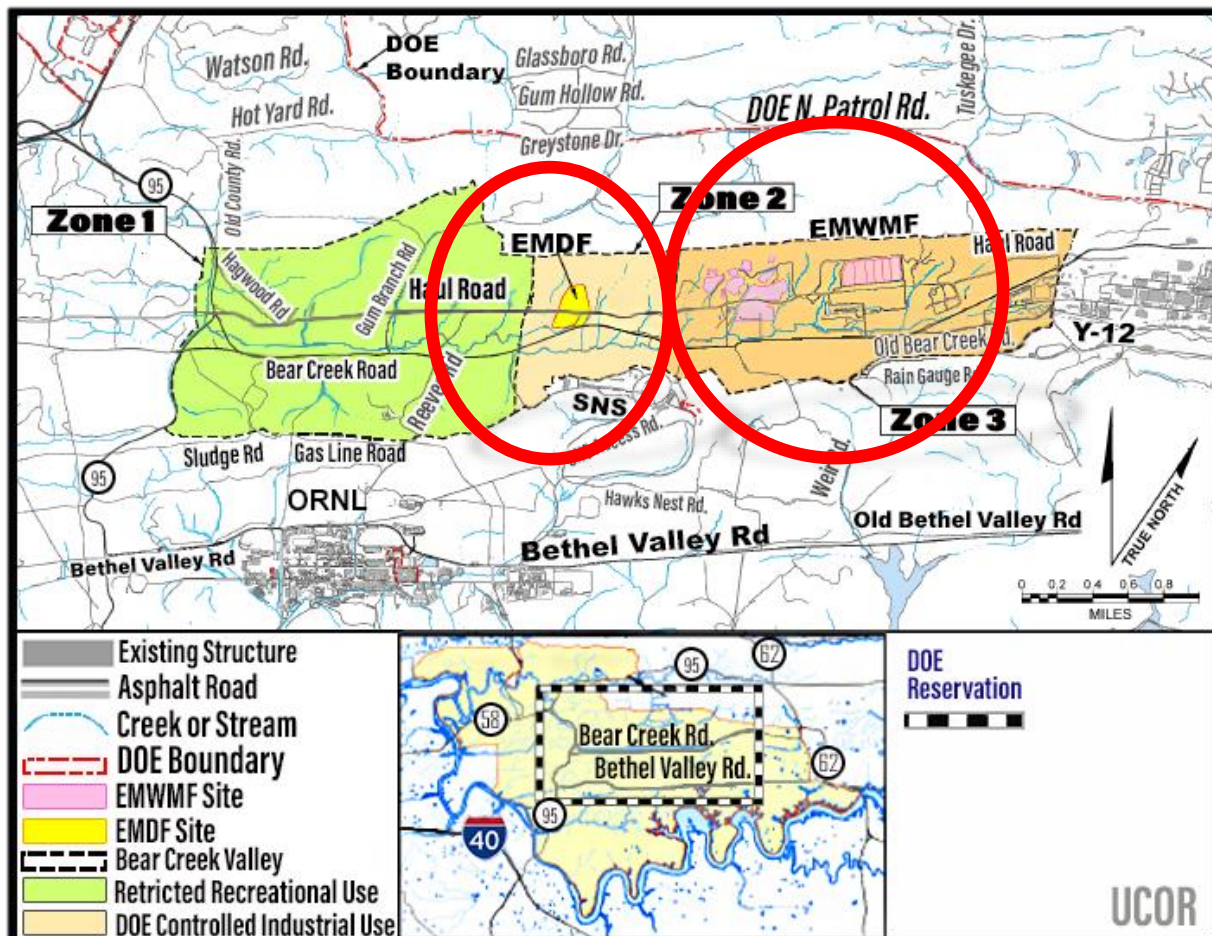 Watson Rd.
DOE
Boundary
Glassboro Rd.
Gum Hollow Rd.
Tuskegee Dr.
Hot Yard Rd.
DOE N. Patrol Rd.
Greystone Dr.
Old County Rd.
95
Zone 1
Zone 2
EMDF
EMWMF
Haul Road
Hagwood Rd
Gum Branch Rd
Haul Road
Y-12
Old Bear Creek Rd.
Bear Creek Road
Reeves Rd
Rain Gauge Rd
SNS
Zone 3
Sludge Rd
Gas Line Road
95
Weir Rd.
ORNL
Hawks Nest Rd.
Old Bethel Valley Rd
Bethel Valley Rd
Bethel Valley Rd
TRUE NORTH
0 0.2 0.4 0.6 0.8
MILES
Existing Structure
Asphalt Road
Creek or Stream
DOE Boundary
EMWMF Site
EMDF Site
Bear Creek Valley
Retricted Recreational Use
DOE Controlled Industrial Use
62
95
58
Bear Creek Rd.
Bethel Valley Rd.
62
95
40
DOE
Reservation
UCOR